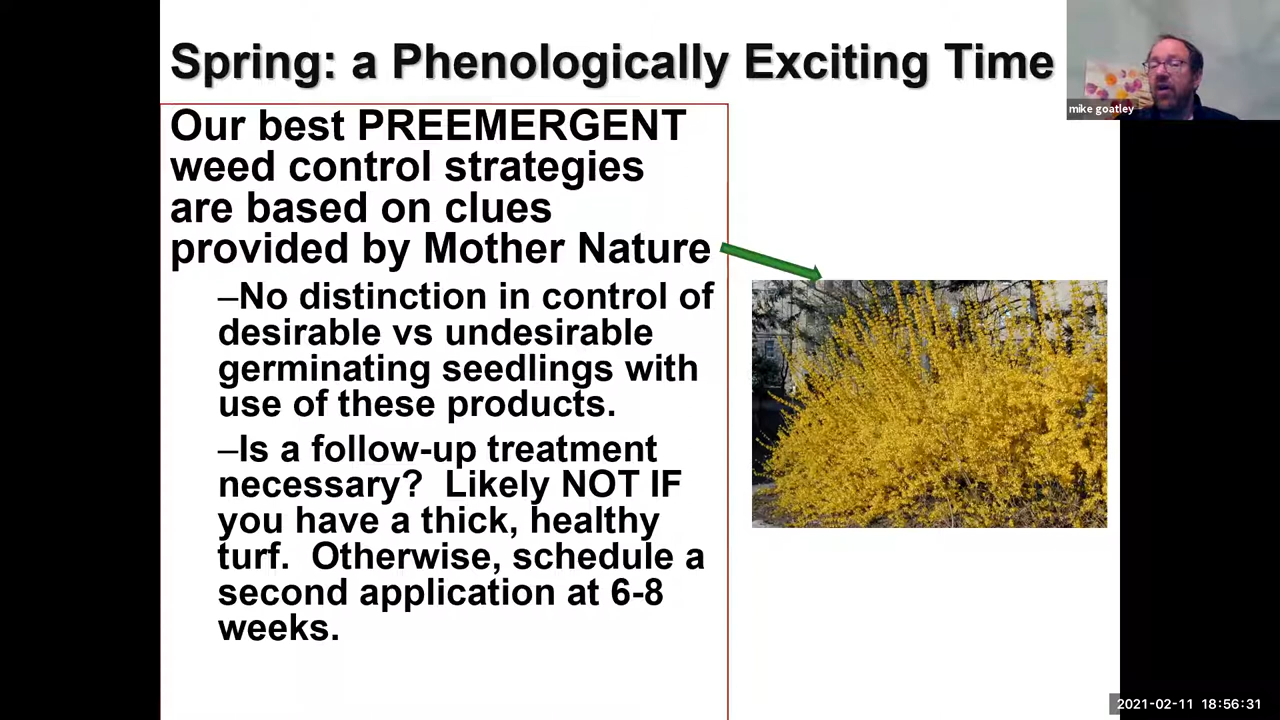 Spring: a Phenologically Exciting Time
mike goatley
Our best PREEMERGENT
weed control strategies
are based on clues
provided by Mother Nature
–No distinction in control of
desirable vs undesirable
germinating seedlings with
use of these products.
–Is a follow-up treatment
necessary?  Likely NOT IF
you have a thick, healthy
turf.  Otherwise, schedule a
second application at 6-8
weeks.
2021-02-11 18:56:31